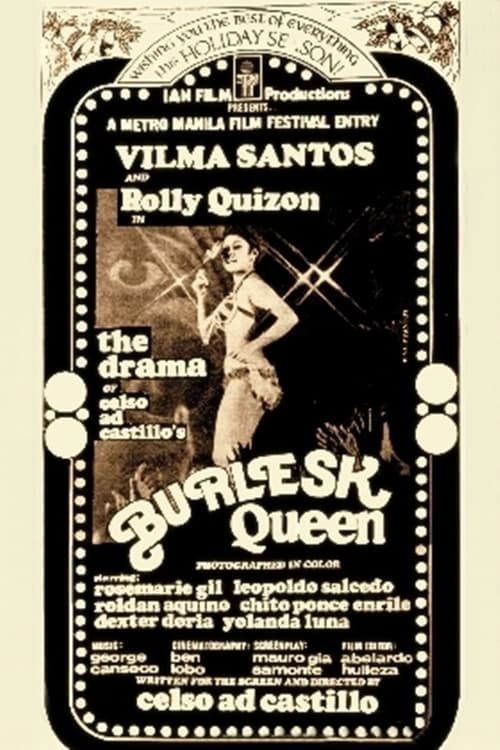 Wishing you the best of everything
this HOLIDAY SE SON!
IAN FILM Productions
PRESENTS..
A METRO MANILA FILM FESTIVAL ENTRY
VILMA SANTOS
AND
Rolly Quizon
IN
the
drama
of
celso
ad
castillo's
BURLESK
Queen
PHOTOGRAPHED IN COLOR
starring:
rosemarie gil leopoldo salcedo
roldan aquino chito ponce enrile
dexter doria yolanda luna
MUSIC: CINEMATOGRAPHY: SCREENPLAY: FILM EDITOR:
george ben mauro gia abelardo
canseco lobo samonte hulleza
WRITTEN FOR THE SCREEN AND DIRECTED BY
celso ad castillo